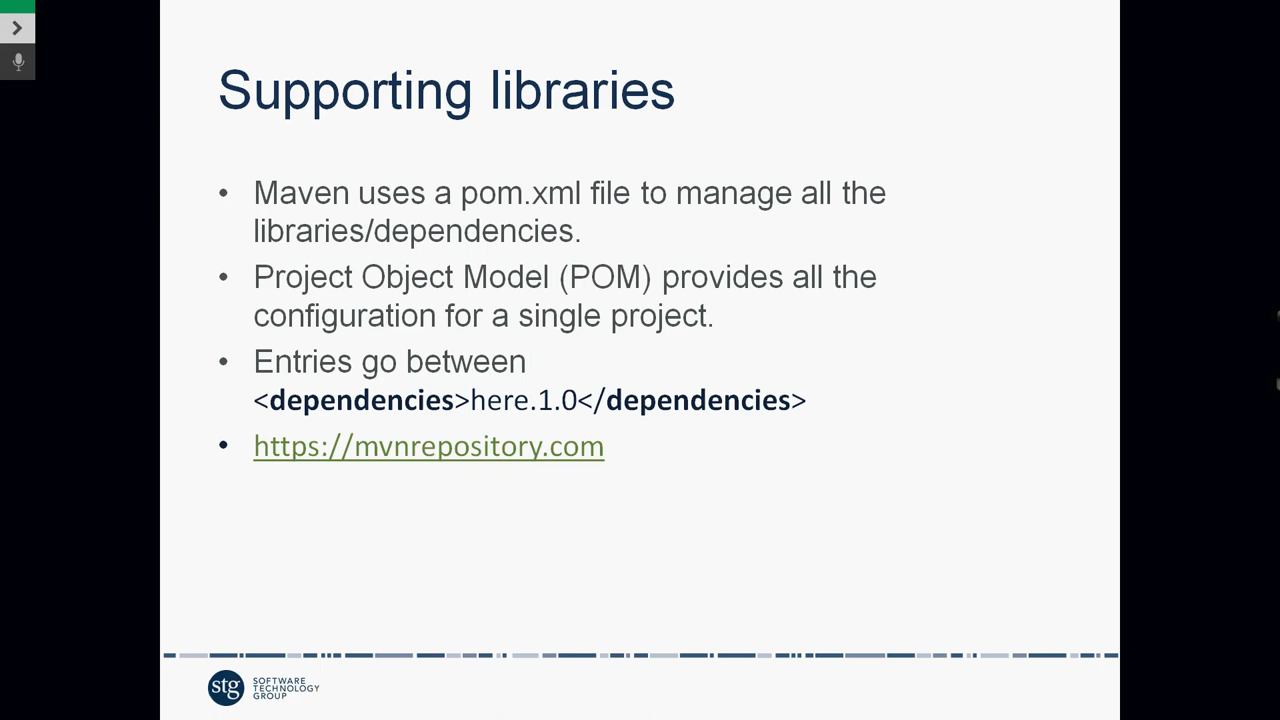 Supporting libraries
• Maven uses a pom.xml file to manage all the
libraries/dependencies.
• Project Object Model (POM) provides all the
configuration for a single project.
• Entries go between
<dependencies>here.1.0</dependencies>
• https://mvnrepository.com
stg
SOFTWARE
TECHNOLOGY
GROUP